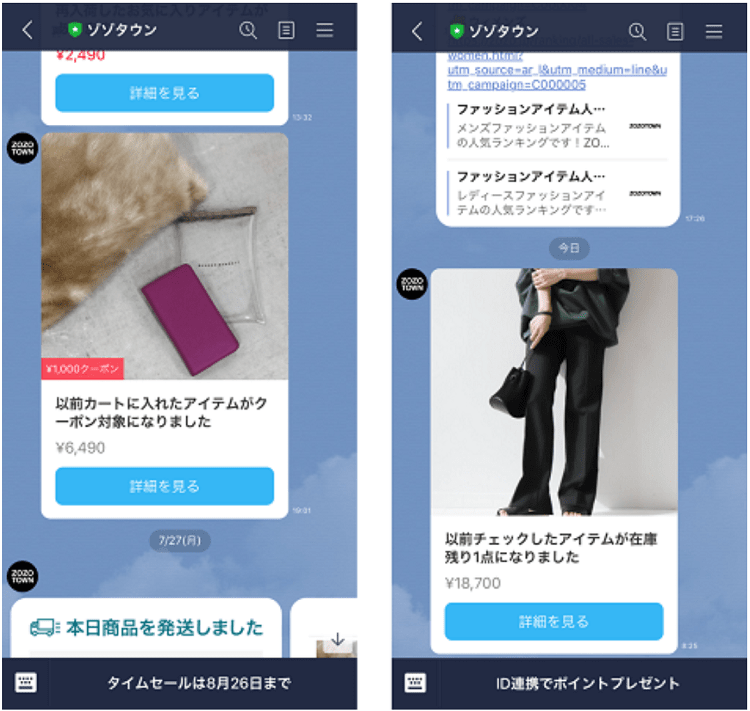 ゾゾタウン
¥2,490
詳細を見る
13:32
ZOZO
TOWN
¥1,000クーポン
以前カートに入れたアイテムがク
ーポン対象になりました
¥6,490
詳細を見る
19:01
7/27(月)
ZOZO
TOWN
本日商品を発送しました
タイムセールは8月26日まで
ゾゾタウン
women.html?
utm_source=ar_l&utm_medium=line&u
tm_campaign=C000005
ファッションアイテム人…
メンズファッションアイテム
の人気ランキングです！ZO…
ZOZOTOWN
ファッションアイテム人…
レディースファッションアイ
テムの人気ランキングです…
ZOZOTOWN
17:26
今日
ZOZO
TOWN
以前チェックしたアイテムが在庫
残り1点になりました
¥18,700
詳細を見る
8:25
ID連携でポイントプレゼント